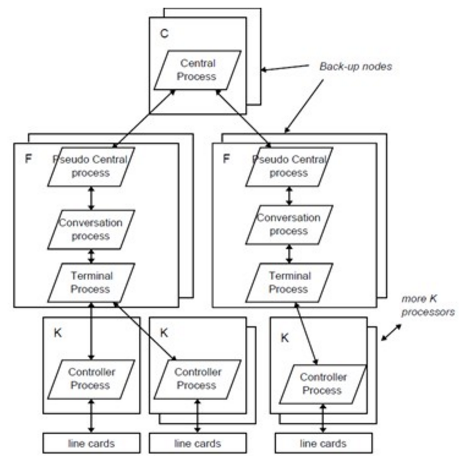 C
Central
Process
Back-up nodes
F
Pseudo Central
process
F
Pseudo Central
process
Conversation
process
Conversation
process
Terminal
Process
Terminal
Process
more K
processors
K
K
K
Controller
Process
Controller
Process
Controller
Process
line cards
line cards
line cards